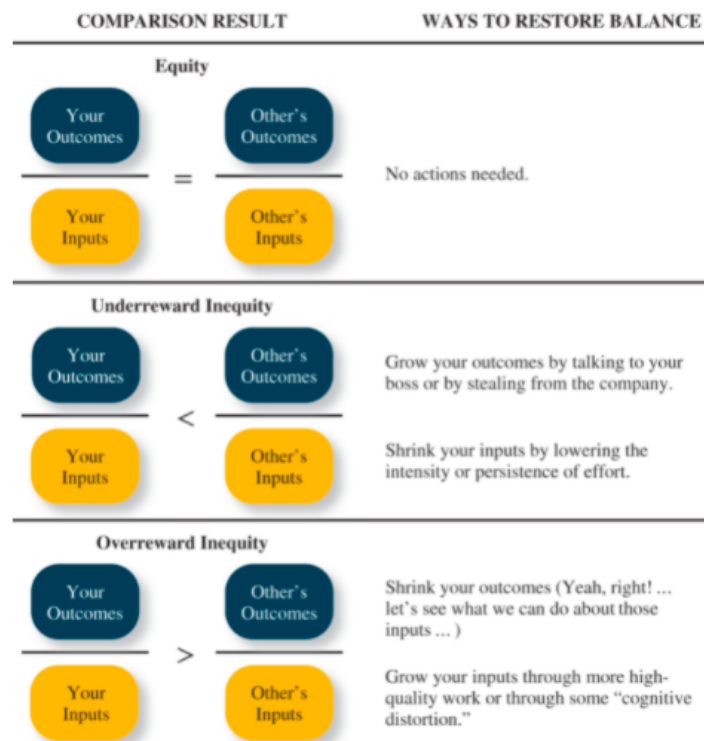 COMPARISON RESULT
WAYS TO RESTORE BALANCE
Equity
Your
Outcomes
Other's
Outcomes
=
Your
Inputs
Other's
Inputs
No actions needed.
Underreward Inequity
Your
Outcomes
Other's
Outcomes
<
Your
Inputs
Other's
Inputs
Grow your outcomes by talking to your
boss or by stealing from the company.
Shrink your inputs by lowering the
intensity or persistence of effort.
Overreward Inequity
Your
Outcomes
Other's
Outcomes
>
Your
Inputs
Other's
Inputs
Shrink your outcomes (Yeah, right! ...
let's see what we can do about those
inputs ... )
Grow your inputs through more high-
quality work or through some “cognitive
distortion.”